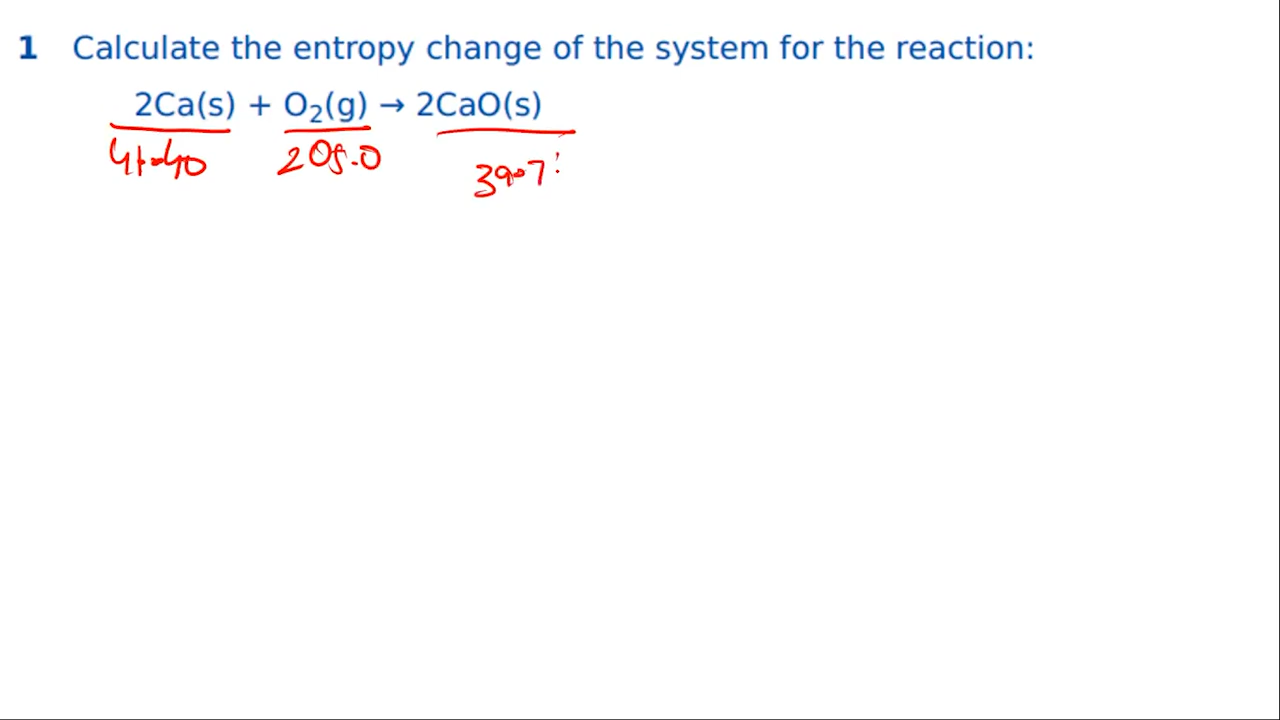 1 Calculate the entropy change of the system for the reaction:
2Ca(s) + O₂(g) → 2CaO(s)
41.40 205.0 39.7